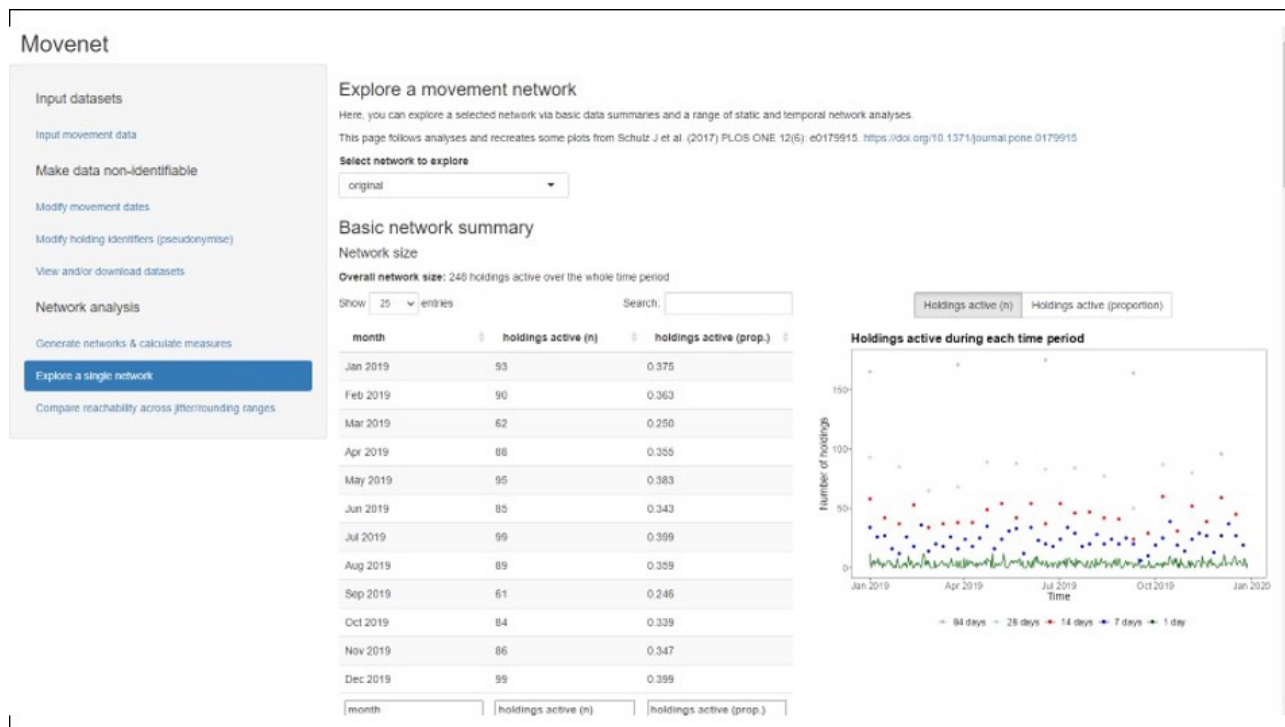 Movenet
Input datasets
Input movement data
Make data non-identifiable
Modify movement dates
Modify holding identifiers (pseudonymise)
View and/or download datasets
Network analysis
Generate networks & calculate measures
Explore a single network
Compare reachability across jitter/rounding ranges
Explore a movement network
Here, you can explore a selected network via basic data summaries and a range of static and temporal network analyses.
This page follows analyses and recreates some plots from Schulz J et al. (2017) PLOS ONE 12(6): e0179915. https://doi.org/10.1371/journal.pone.0179915
Select network to explore
original
Basic network summary
Network size
Overall network size: 248 holdings active over the whole time period
Show 25 entries Search:
month holdings active (n) holdings active (prop.)
Jan 2019 93 0.375
Feb 2019 90 0.363
Mar 2019 62 0.250
Apr 2019 88 0.355
May 2019 95 0.383
Jun 2019 85 0.343
Jul 2019 99 0.399
Aug 2019 89 0.359
Sep 2019 61 0.246
Oct 2019 84 0.339
Nov 2019 86 0.347
Dec 2019 99 0.399
month holdings active (n) holdings active (prop.)
Holdings active (n) Holdings active (proportion)
Holdings active during each time period
Number of holdings
150
100
50
0
Jan 2019 Apr 2019 Jul 2019 Oct 2019 Jan 2020
Time
84 days 28 days 14 days 7 days 1 day